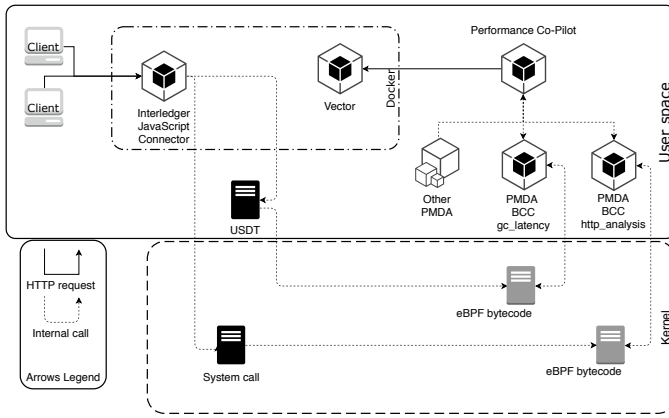 Client
Client
Interledger
JavaScript
Connector
Vector
Docker
Performance Co-Pilot
User space
Other
PMDA
PMDA
BCC
gc_latency
PMDA
BCC
http_analysis
USDT
HTTP request
Internal call
Arrows Legend
eBPF bytecode
System call
eBPF bytecode
Kernel